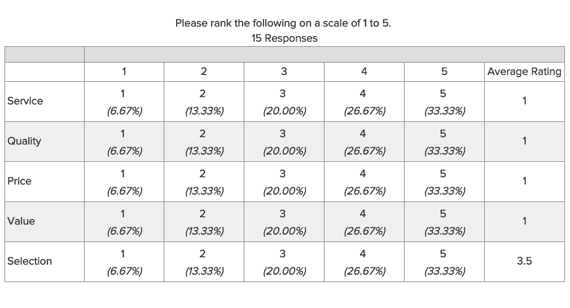 Please rank the following on a scale of 1 to 5.
15 Responses
1 2 3 4 5 Average Rating
Service 1 (6.67%) 2 (13.33%) 3 (20.00%) 4 (26.67%) 5 (33.33%) 1
Quality 1 (6.67%) 2 (13.33%) 3 (20.00%) 4 (26.67%) 5 (33.33%) 1
Price 1 (6.67%) 2 (13.33%) 3 (20.00%) 4 (26.67%) 5 (33.33%) 1
Value 1 (6.67%) 2 (13.33%) 3 (20.00%) 4 (26.67%) 5 (33.33%) 1
Selection 1 (6.67%) 2 (13.33%) 3 (20.00%) 4 (26.67%) 5 (33.33%) 3.5